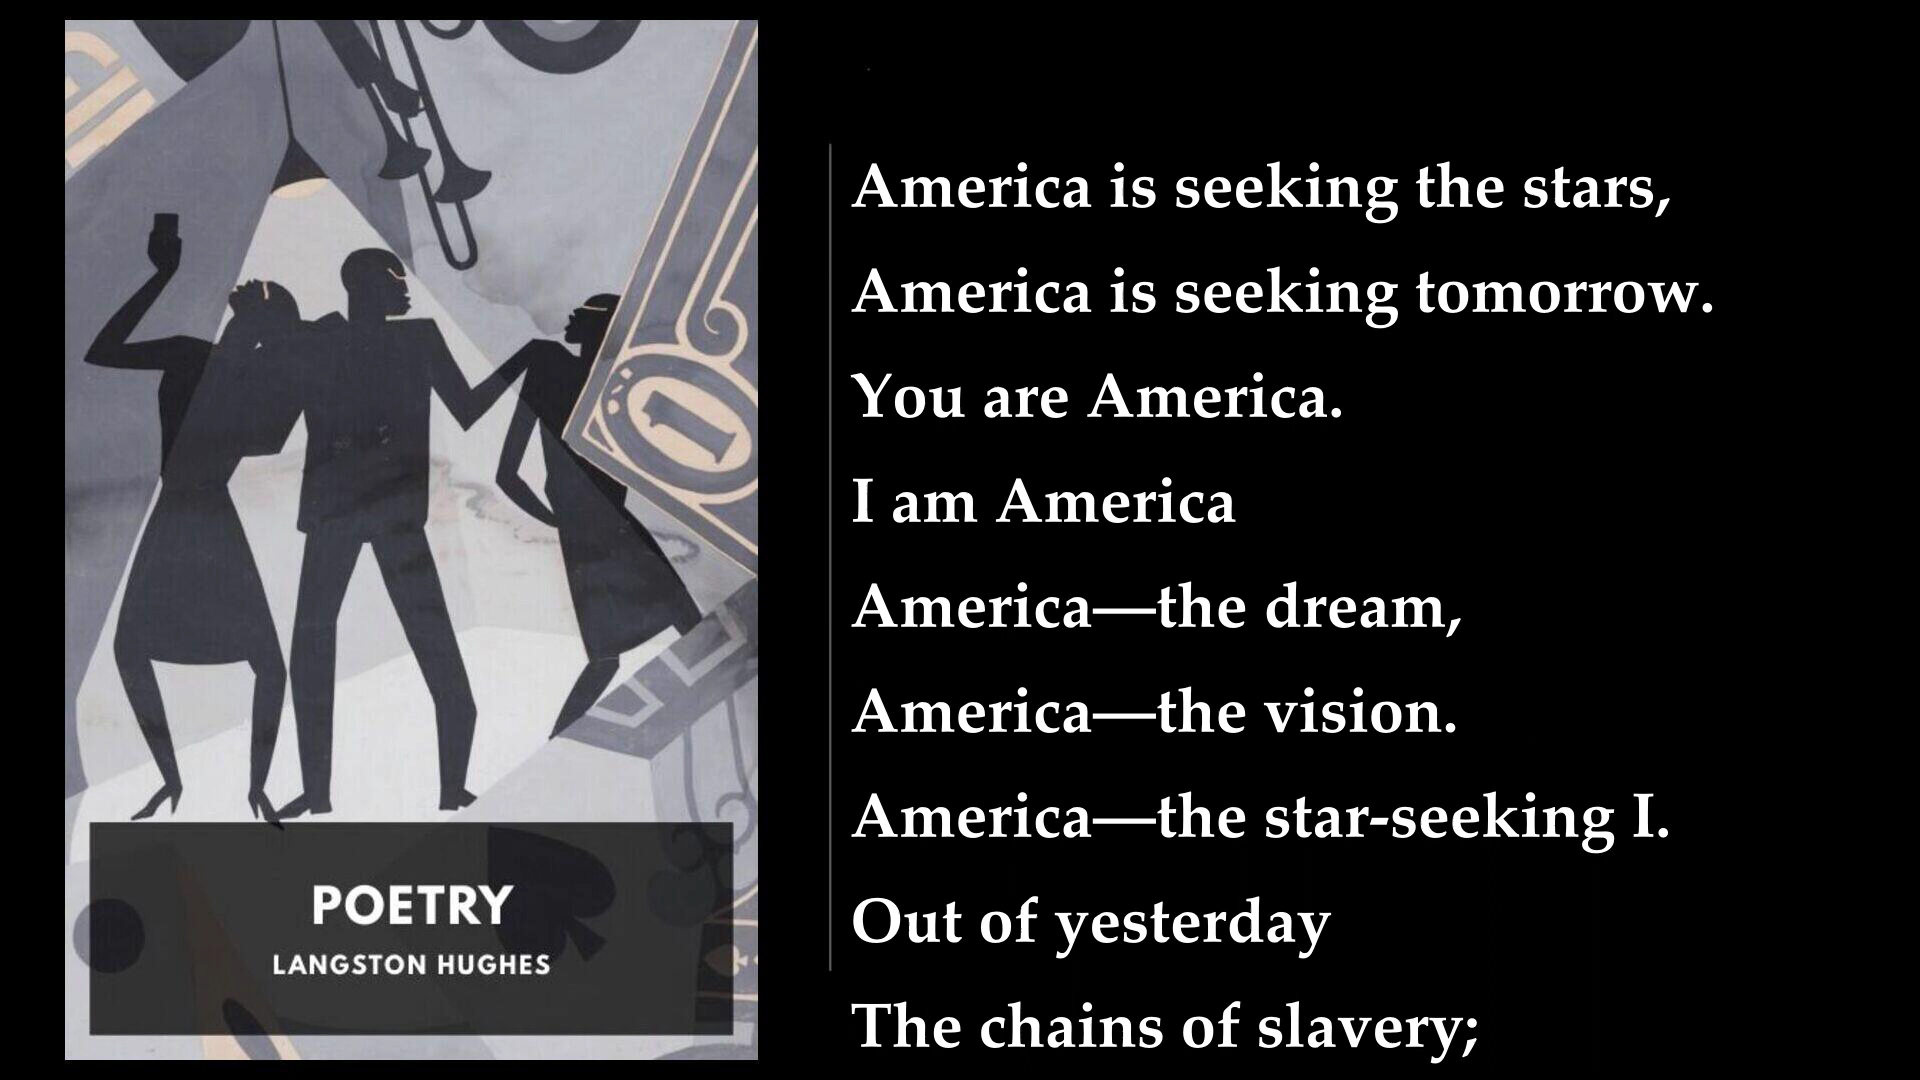 POETRY
LANGSTON HUGHES
America is seeking the stars,
America is seeking tomorrow.
You are America.
I am America
America—the dream,
America—the vision.
America—the star-seeking I.
Out of yesterday
The chains of slavery;
1